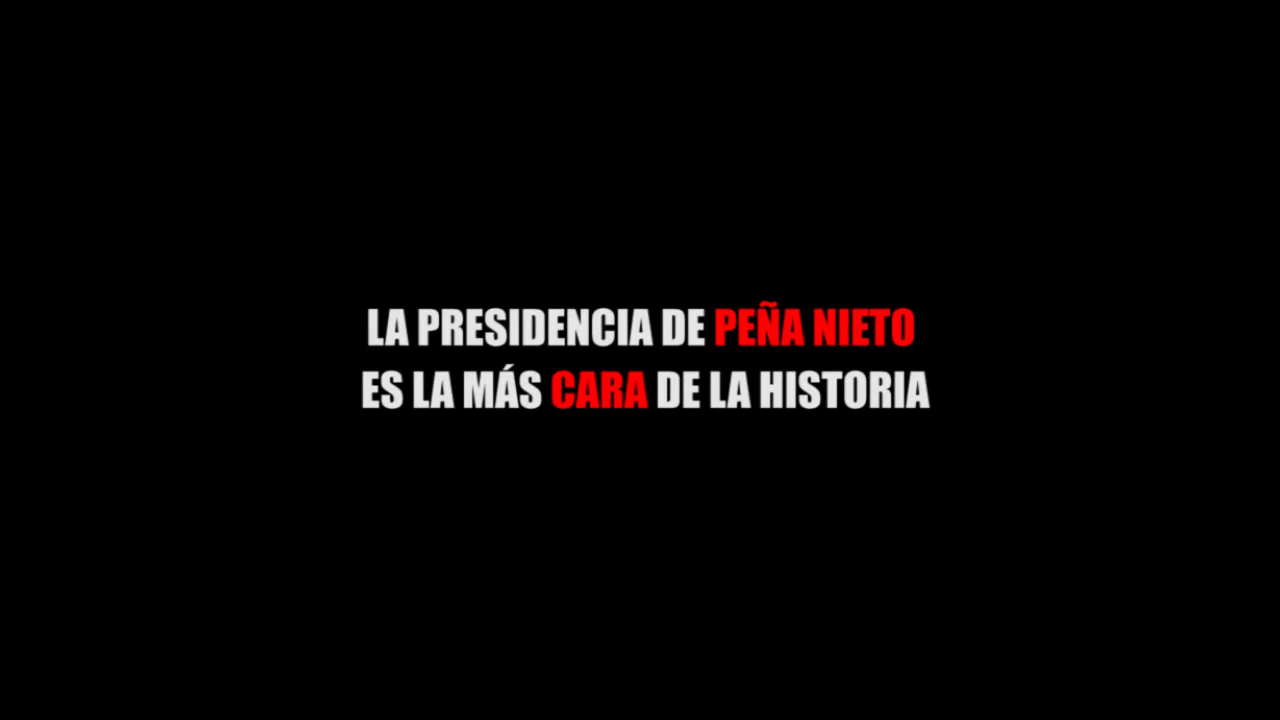 LA PRESIDENCIA DE PEÑA NIETO
ES LA MÁS CARA DE LA HISTORIA